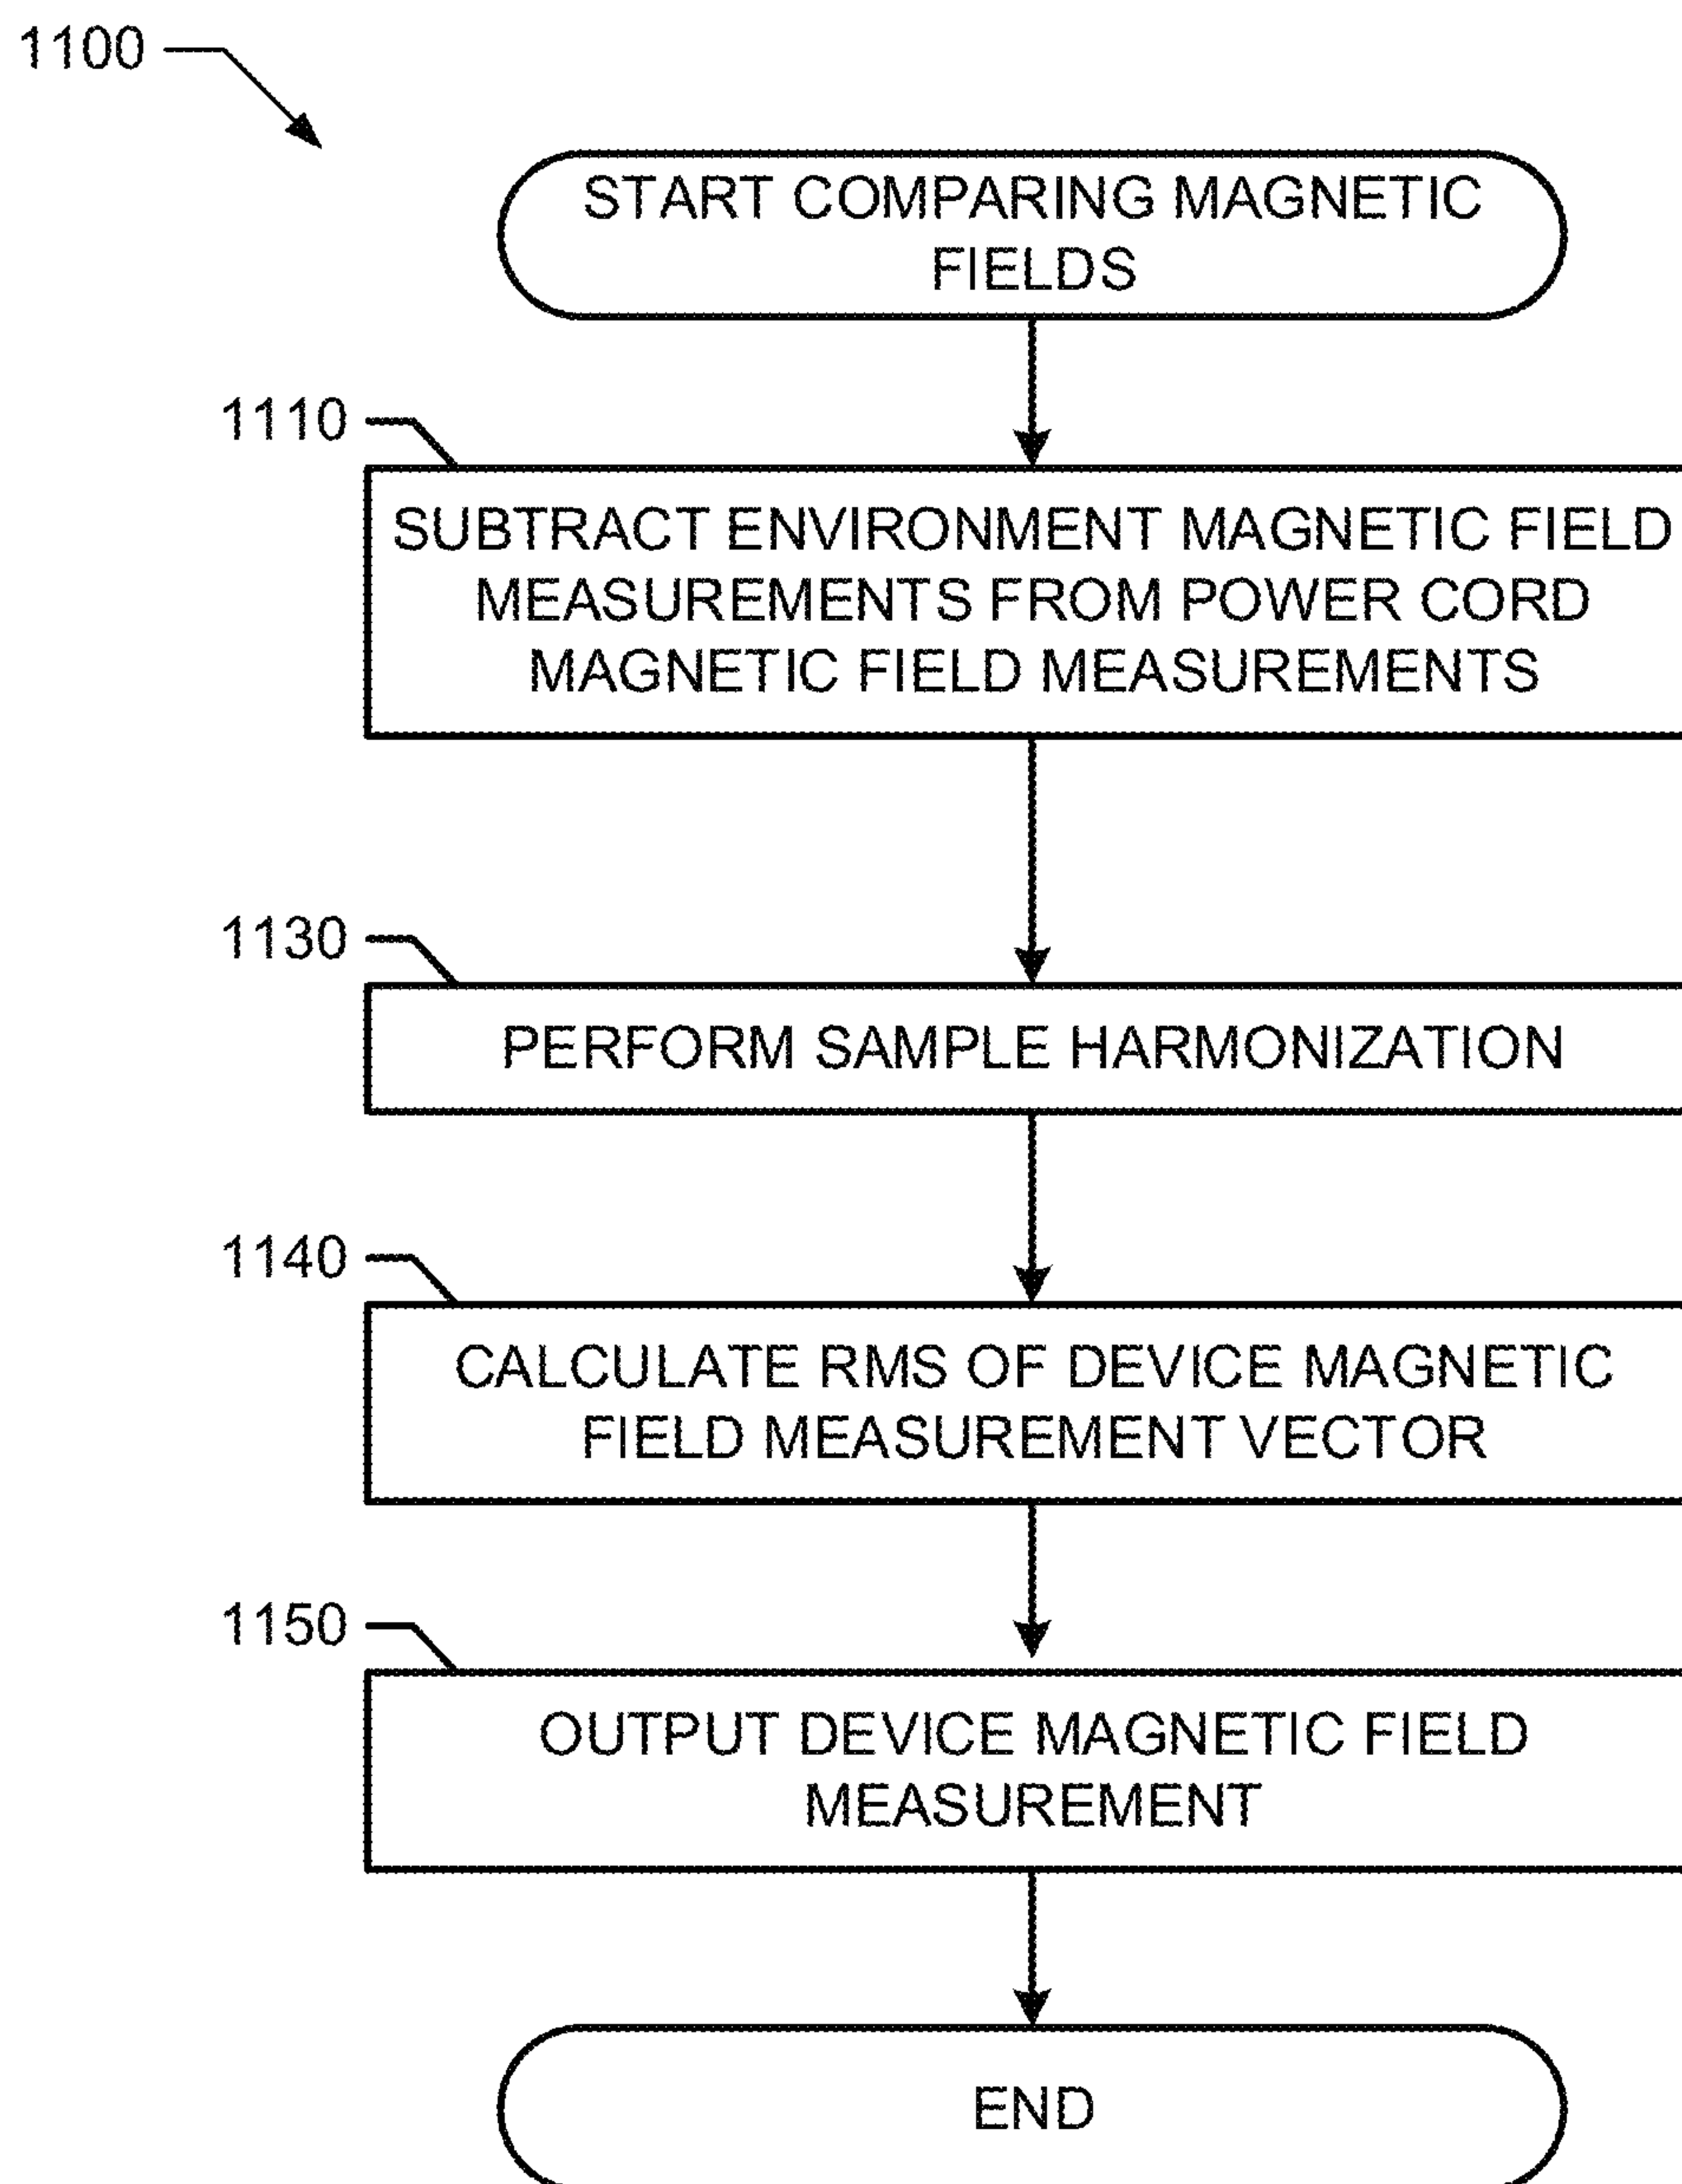 1100
START COMPARING MAGNETIC
FIELDS
1110
SUBTRACT ENVIRONMENT MAGNETIC FIELD
MEASUREMENTS FROM POWER CORD
MAGNETIC FIELD MEASUREMENTS
1130
PERFORM SAMPLE HARMONIZATION
1140
CALCULATE RMS OF DEVICE MAGNETIC
FIELD MEASUREMENT VECTOR
1150
OUTPUT DEVICE MAGNETIC FIELD
MEASUREMENT
END